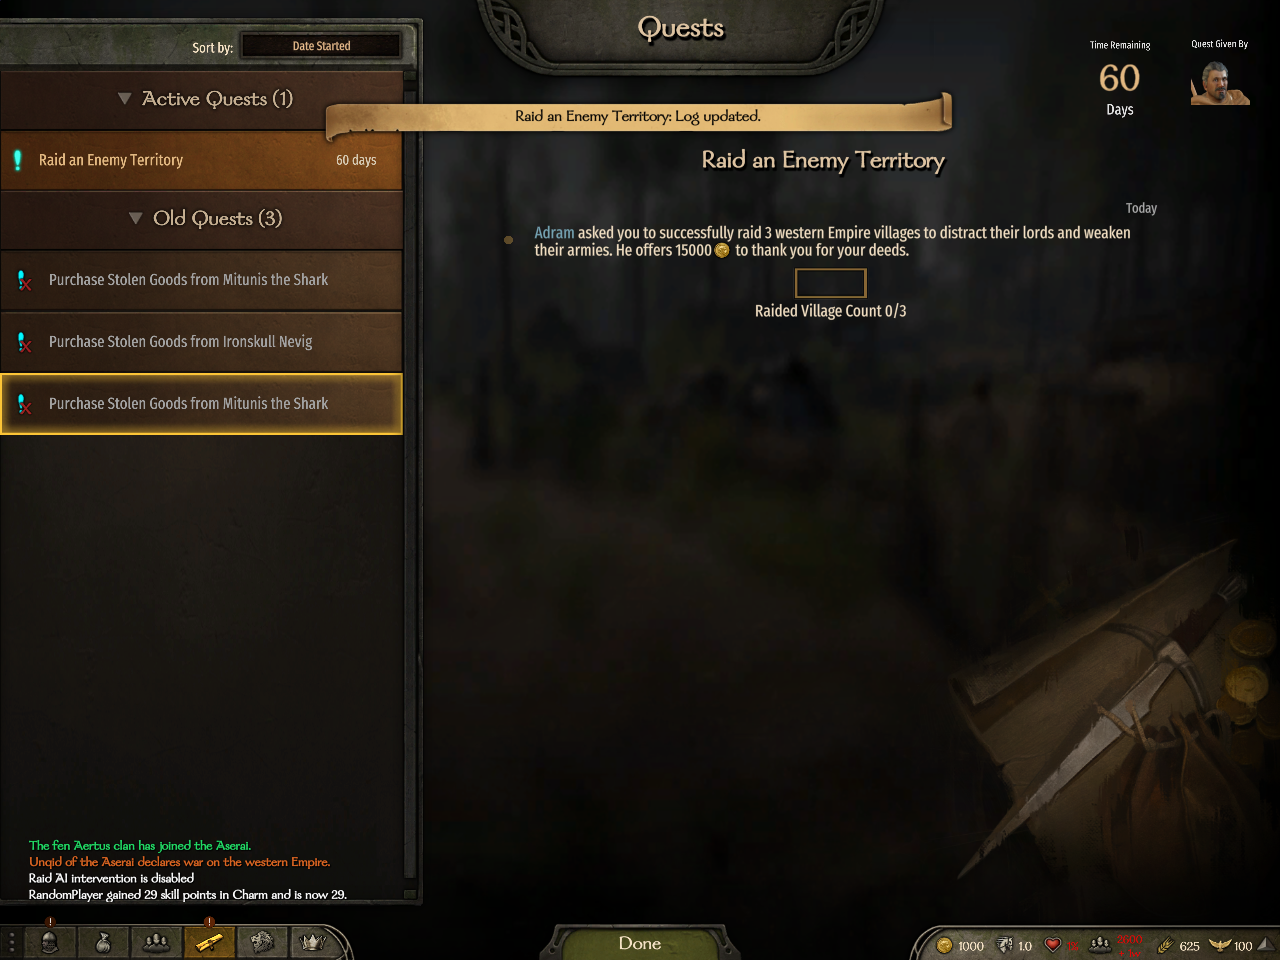 Quests
Sort by:
Date Started
Time Remaining
60
Days
Quest Given By
Active Quests (1)
Raid an Enemy Territory: Log updated.
Raid an Enemy Territory
60 days
Raid an Enemy Territory
Old Quests (3)
Today
Adram asked you to successfully raid 3 western Empire villages to distract their lords and weaken
their armies. He offers 15000 to thank you for your deeds.
Raided Village Count 0/3
Purchase Stolen Goods from Mitunis the Shark
Purchase Stolen Goods from Ironskull Nevig
Purchase Stolen Goods from Mitunis the Shark
The fen Aertus clan has joined the Aserai.
Unqid of the Aserai declares war on the western Empire.
Raid AI intervention is disabled
RandomPlayer gained 29 skill points in Charm and is now 29.
Done
1000
1.0
625
100